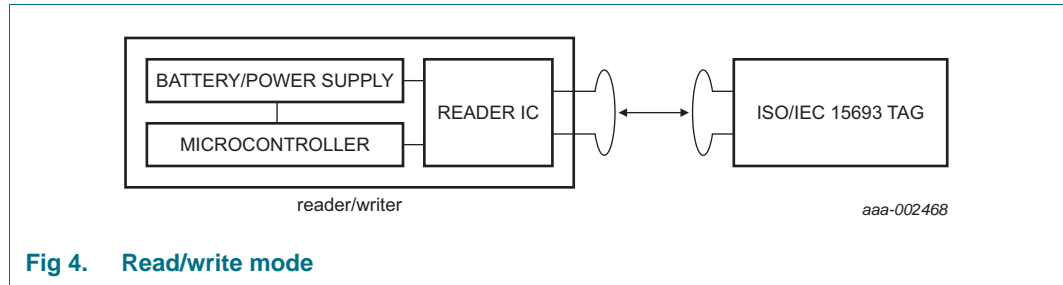 BATTERY/POWER SUPPLY
READER IC
ISO/IEC 15693 TAG
MICROCONTROLLER
reader/writer
aaa-002468
Fig 4. Read/write mode